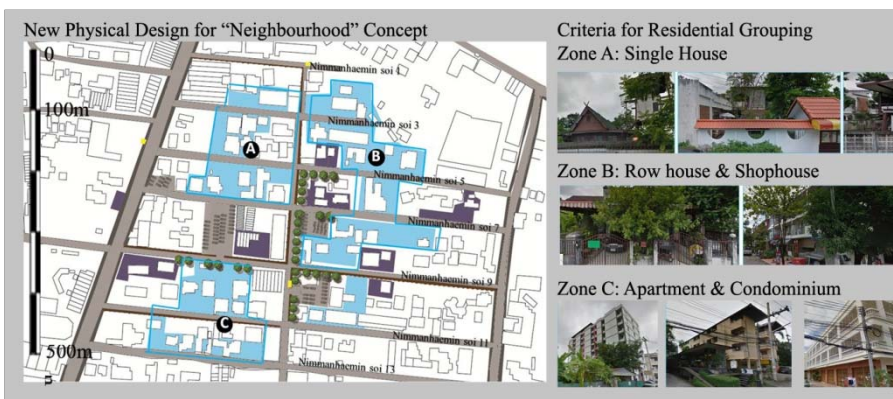 New Physical Design for “Neighbourhood” Concept
0
100m
500m
Nimmanhaemin soi 1
Nimmanhaemin soi 3
Nimmanhaemin soi 5
Nimmanhaemin soi 7
Nimmanhaemin soi 9
Nimmanhaemin soi 11
Nimmanhaemin soi 13
A
B
C
Criteria for Residential Grouping
Zone A: Single House
Zone B: Row house & Shophouse
Zone C: Apartment & Condominium